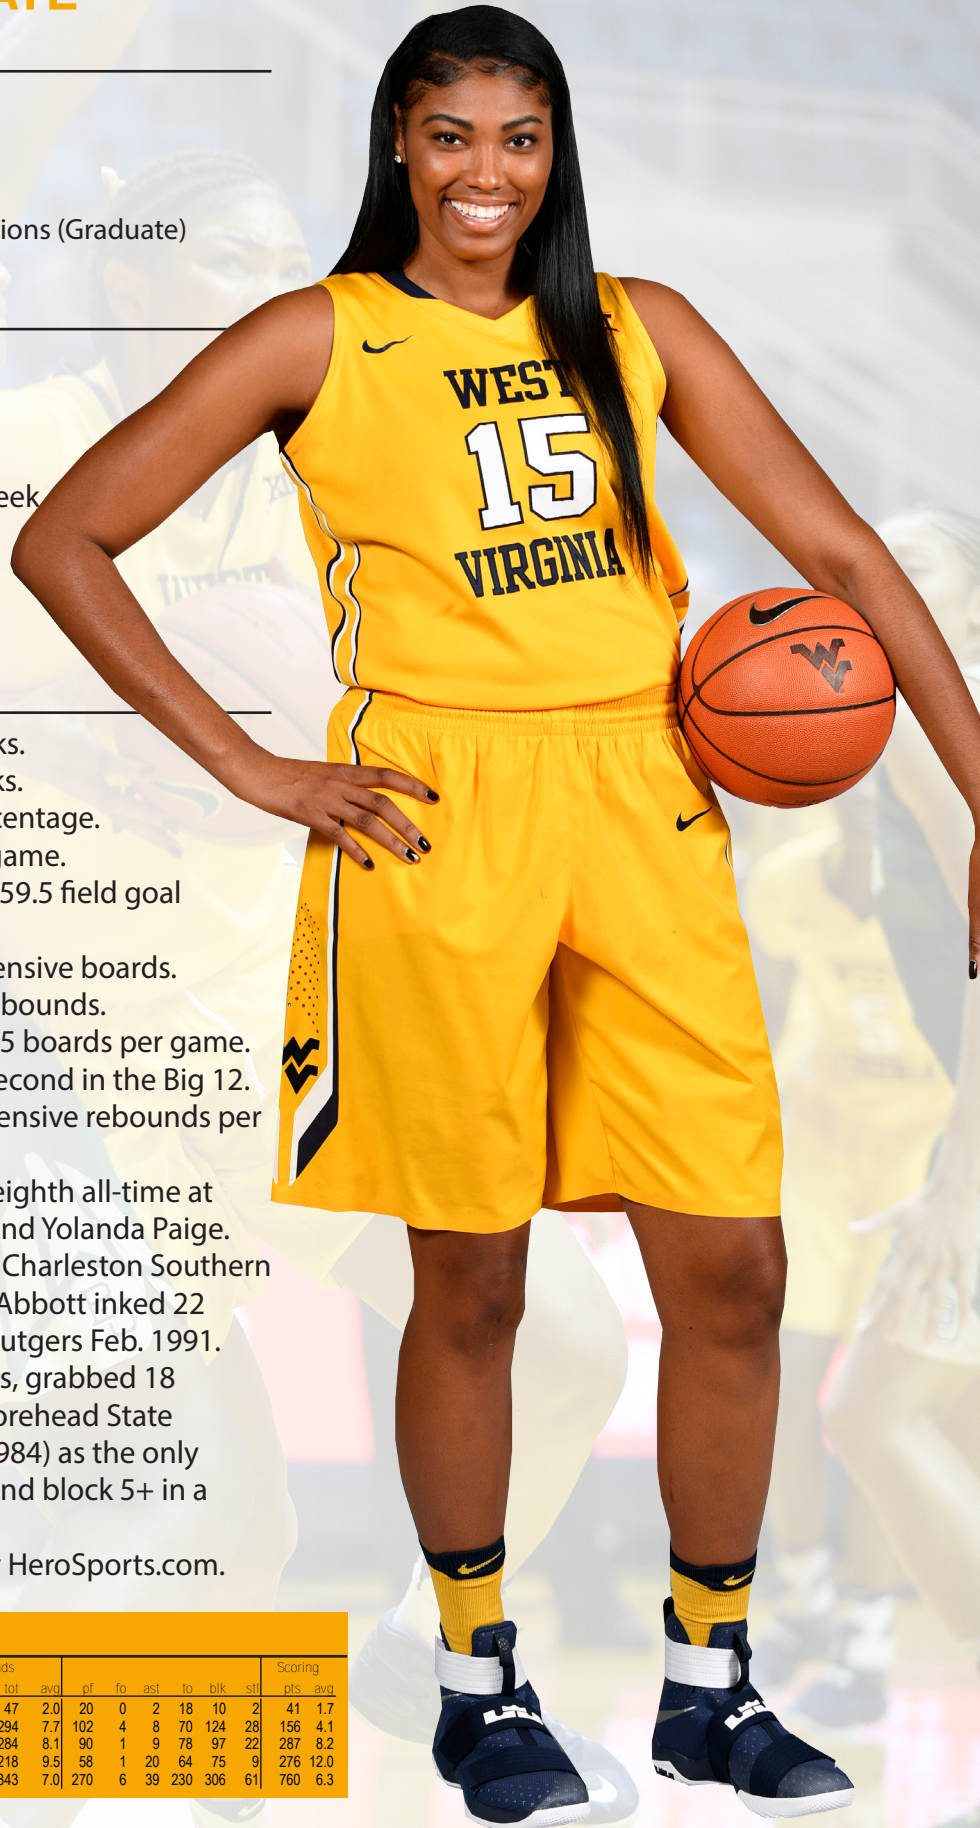 ions (Graduate)
WEST
15
VIRGINIA
eek
ks.
ks.
centage.
game.
59.5 field goal
ensive boards.
bounds.
5 boards per game.
econd in the Big 12.
ensive rebounds per
eighth all-time at
nd Yolanda Paige.
Charleston Southern
Abbott inked 22
utgers Feb. 1991.
s, grabbed 18
orehead State
984) as the only
nd block 5+ in a
HeroSports.com.
ds Scoring
tot avg pf fo ast to blk stl pts avg
47 2.0 20 0 2 18 10 2 41 1.7
294 7.7 102 4 8 70 124 28 156 4.1
284 8.1 90 1 9 78 97 22 287 8.2
218 9.5 58 1 20 64 75 9 276 12.0
843 7.0 270 6 39 230 306 61 760 6.3